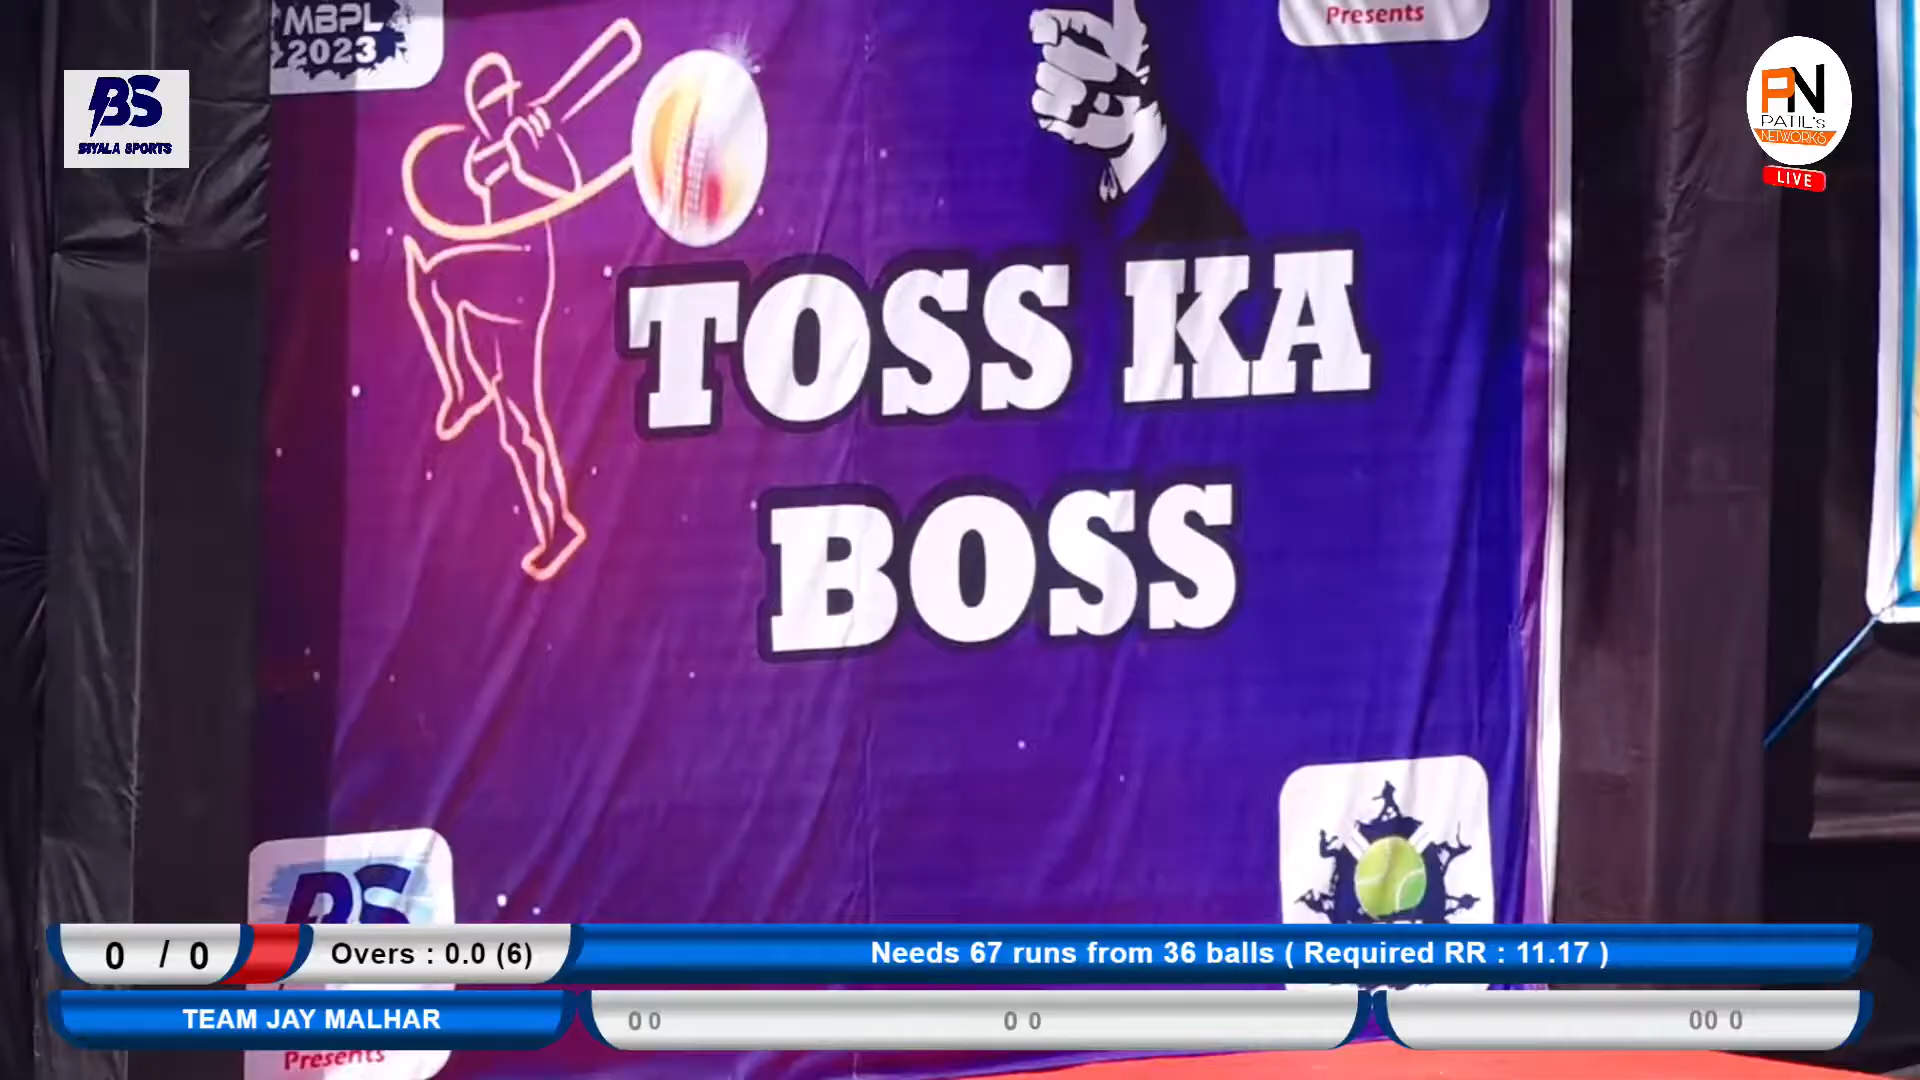 MBPL
2023
Presents
BS
BIYALA SPORTS
PN
PATIL's
NETWORKS
LIVE
TOSS KA
BOSS
BS
0 / 0
Overs : 0.0 (6)
Needs 67 runs from 36 balls ( Required RR : 11.17 )
TEAM JAY MALHAR
0 0
0 0
00 0
Presents